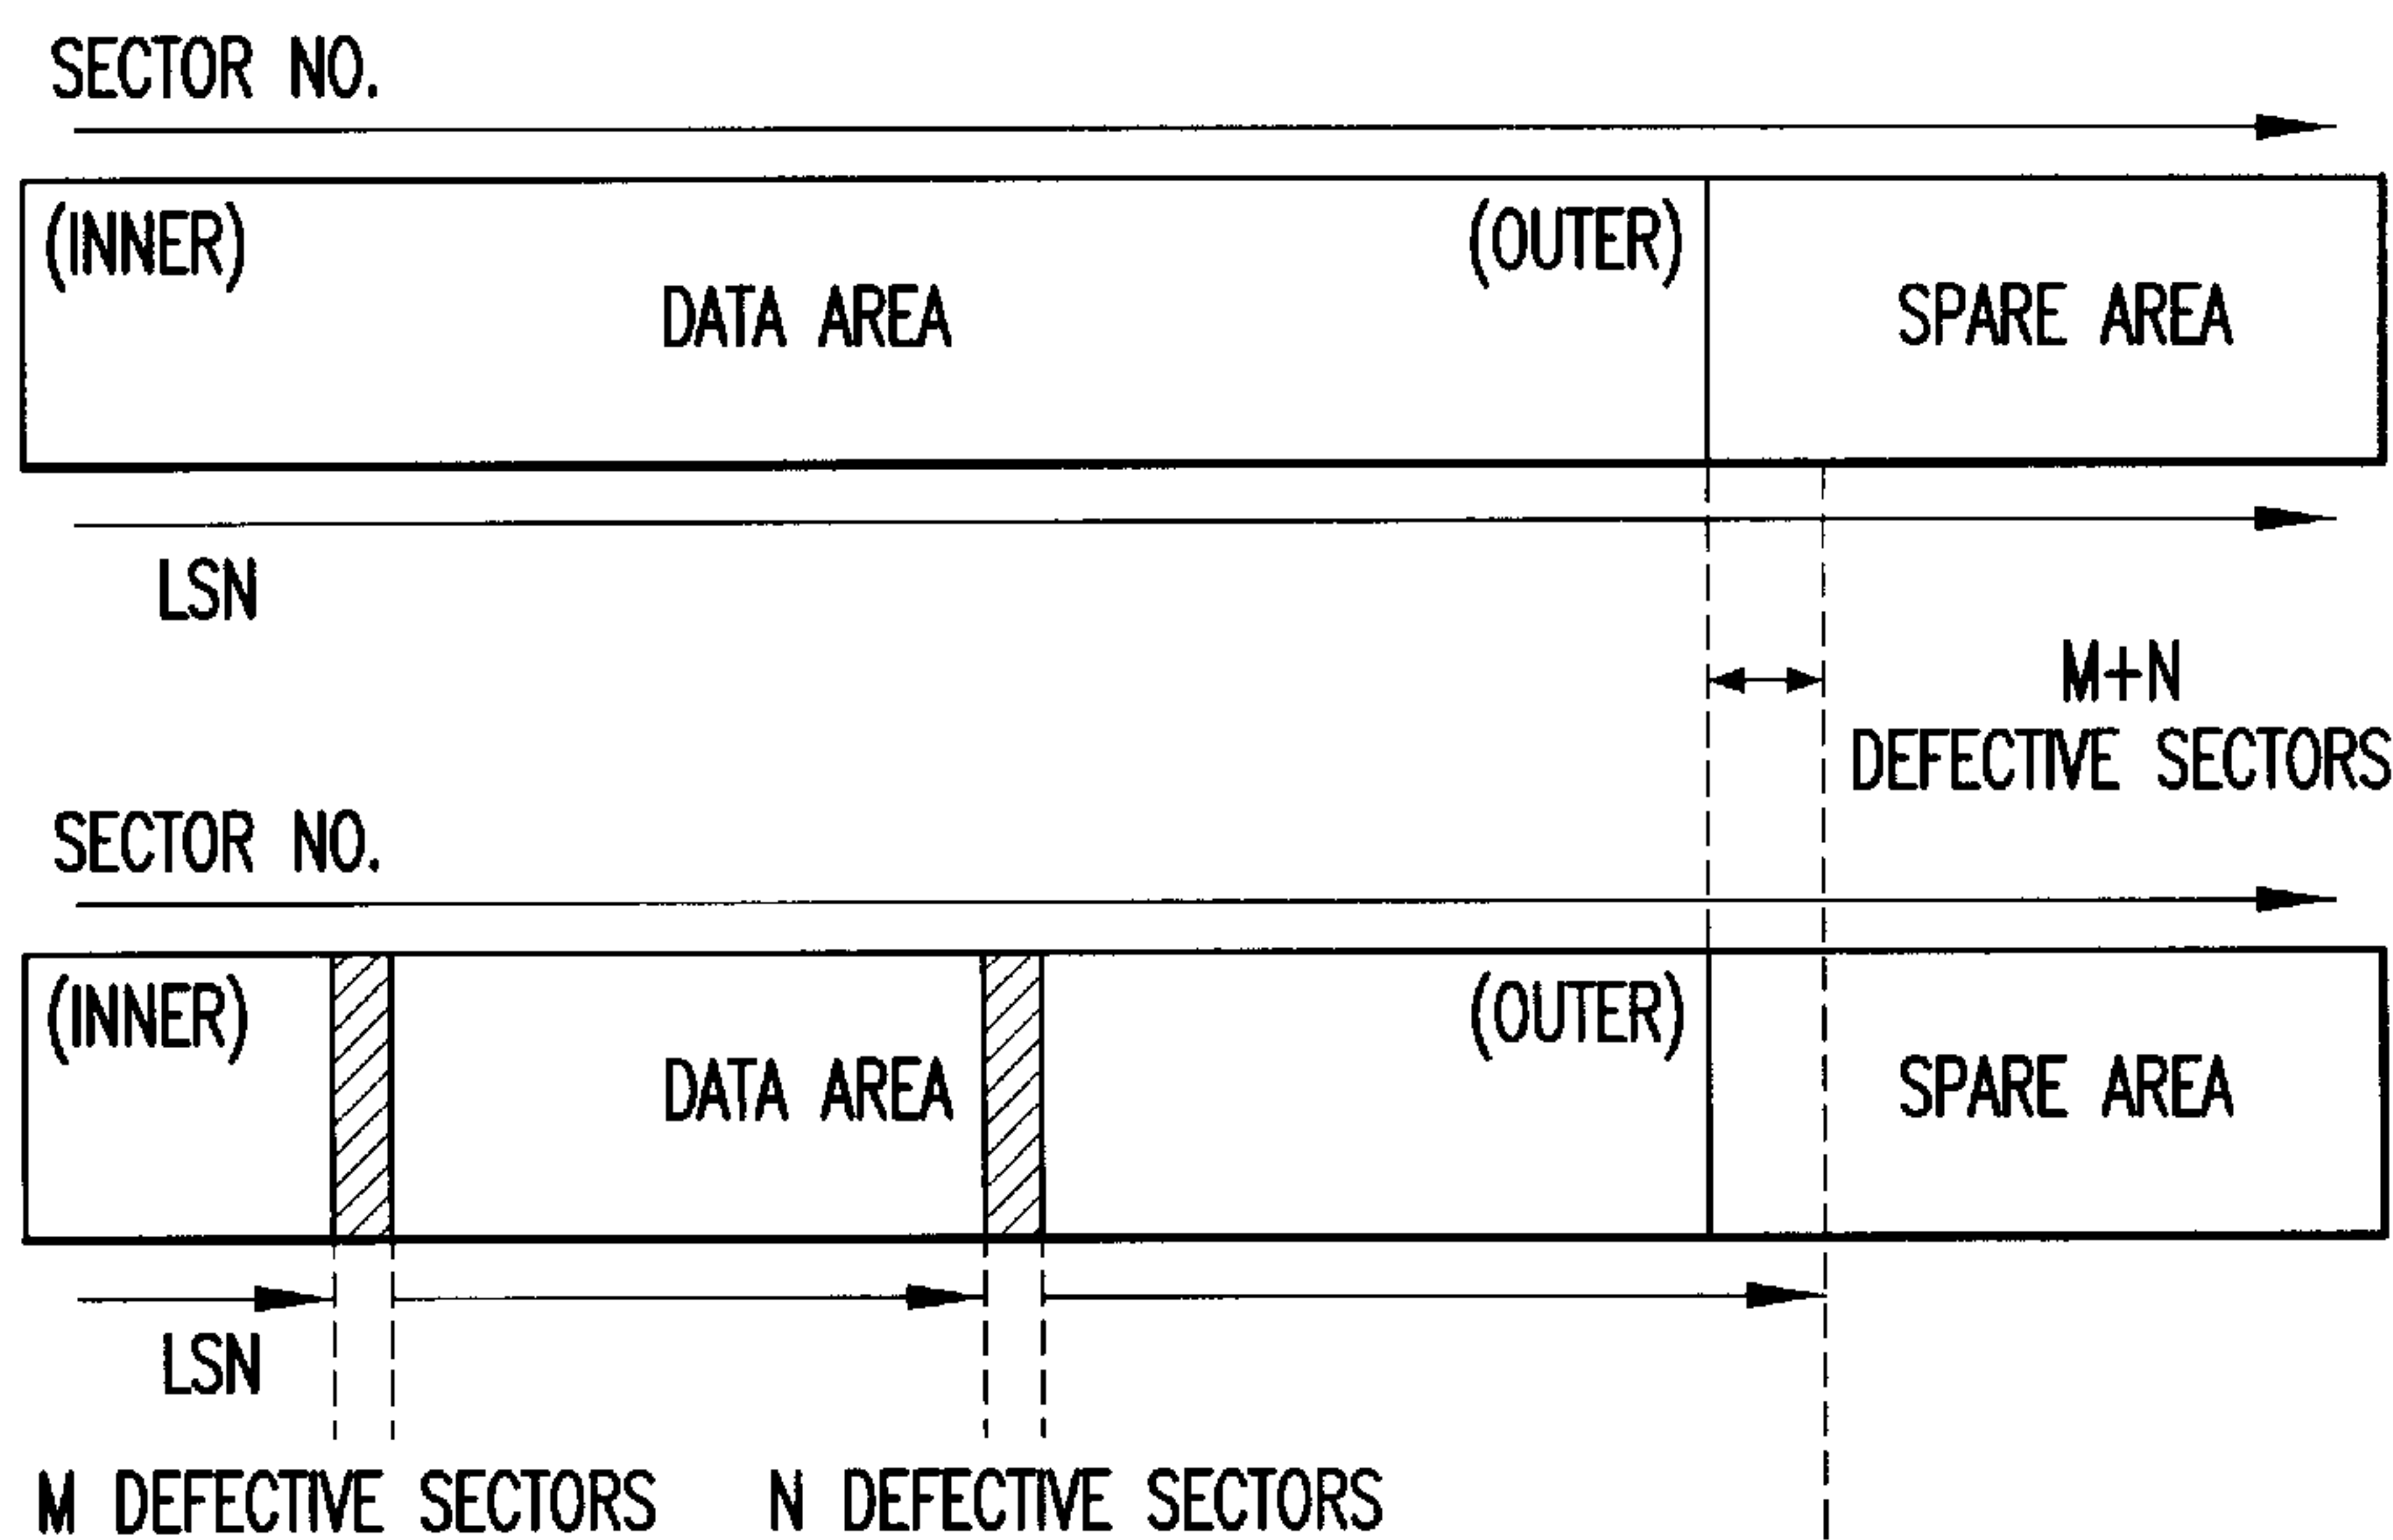 SECTOR NO.
(INNER)
(OUTER)
DATA AREA
SPARE AREA
LSN
M+N
DEFECTIVE SECTORS
SECTOR NO.
(INNER)
(OUTER)
DATA AREA
SPARE AREA
LSN
M DEFECTIVE SECTORS
N DEFECTIVE SECTORS